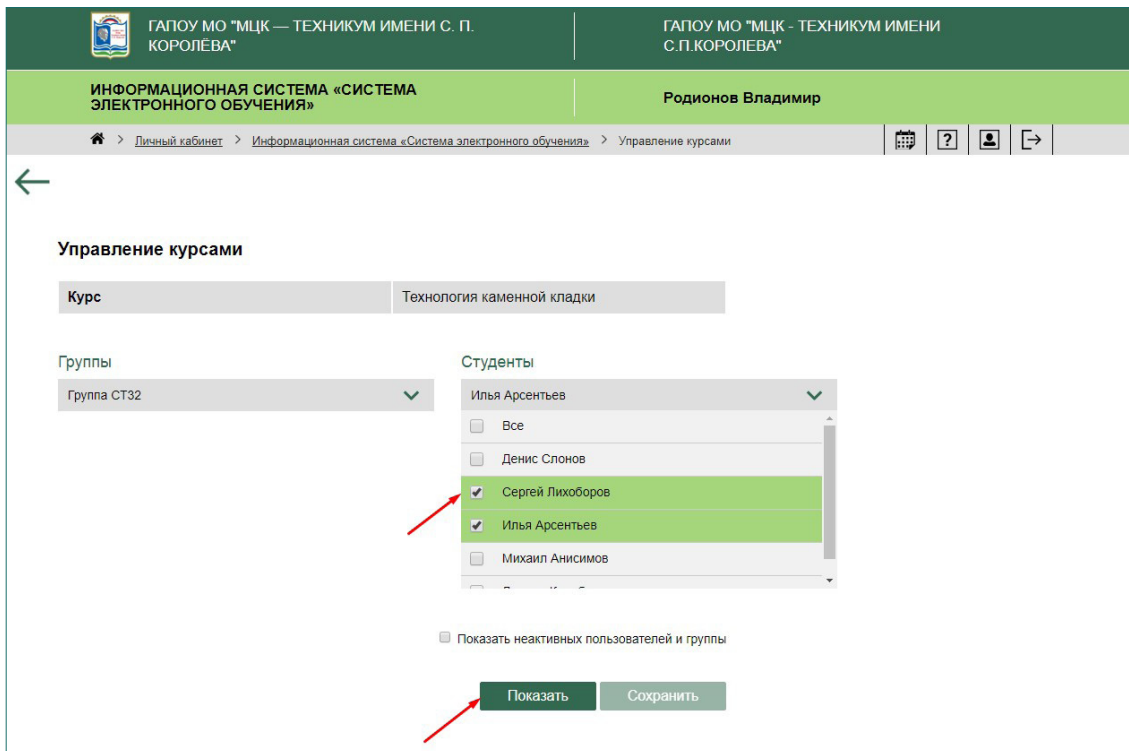 ГАПОУ МО "МЦК — ТЕХНИКУМ ИМЕНИ С. П.
КОРОЛЁВА"
ГАПОУ МО "МЦК - ТЕХНИКУМ ИМЕНИ
С.П.КОРОЛЕВА"
ИНФОРМАЦИОННАЯ СИСТЕМА «СИСТЕМА
ЭЛЕКТРОННОГО ОБУЧЕНИЯ»
Родионов Владимир
> Личный кабинет > Информационная система «Система электронного обучения» > Управление курсами
?
Управление курсами
Курс
Технология каменной кладки
Группы
Студенты
Группа СТ32
Илья Арсентьев
Все
Денис Слонов
Сергей Лихоборов
Илья Арсентьев
Михаил Анисимов
Показать неактивных пользователей и группы
Показать
Сохранить